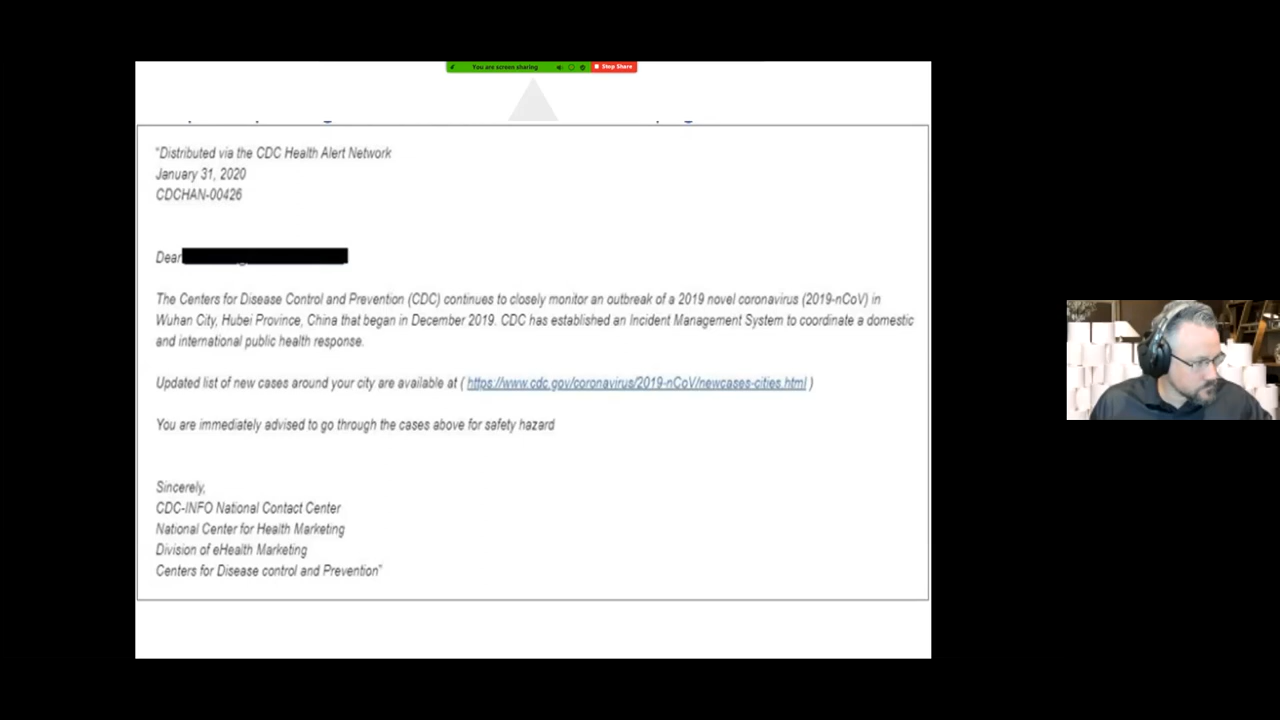 You are screen sharing
Stop Share
"Distributed via the CDC Health Alert Network
January 31, 2020
CDCHAN-00426
Dear
The Centers for Disease Control and Prevention (CDC) continues to closely monitor an outbreak of a 2019 novel coronavirus (2019-nCoV) in
Wuhan City, Hubei Province, China that began in December 2019. CDC has established an Incident Management System to coordinate a domestic
and international public health response.
Updated list of new cases around your city are available at ( https://www.cdc.gov/coronavirus/2019-nCoV/newcases-cities.html )
You are immediately advised to go through the cases above for safety hazard
Sincerely,
CDC-INFO National Contact Center
National Center for Health Marketing
Division of eHealth Marketing
Centers for Disease control and Prevention"